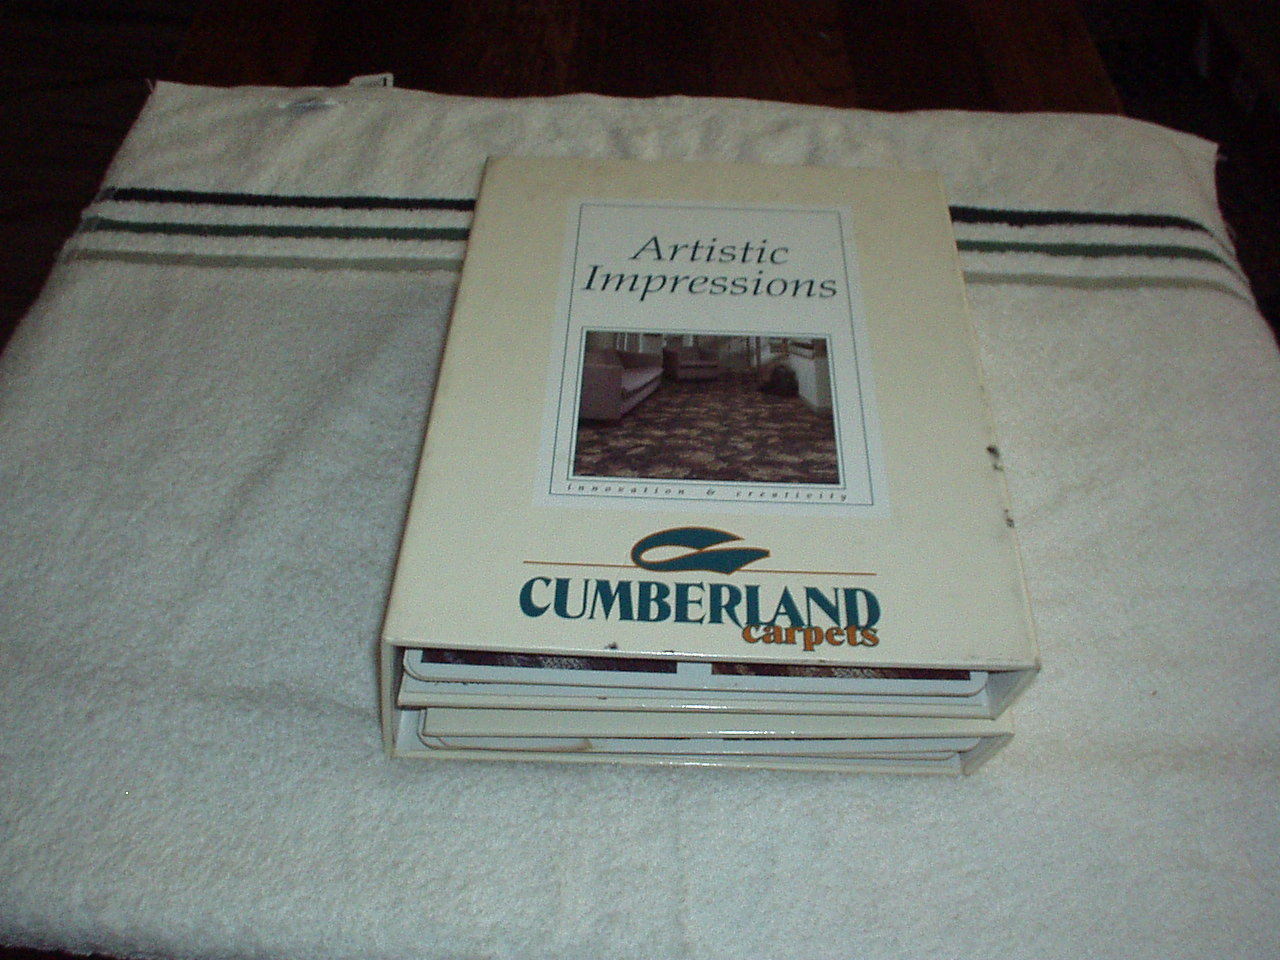 Artistic
Impressions
innovation & creativity
CUMBERLAND
carpets